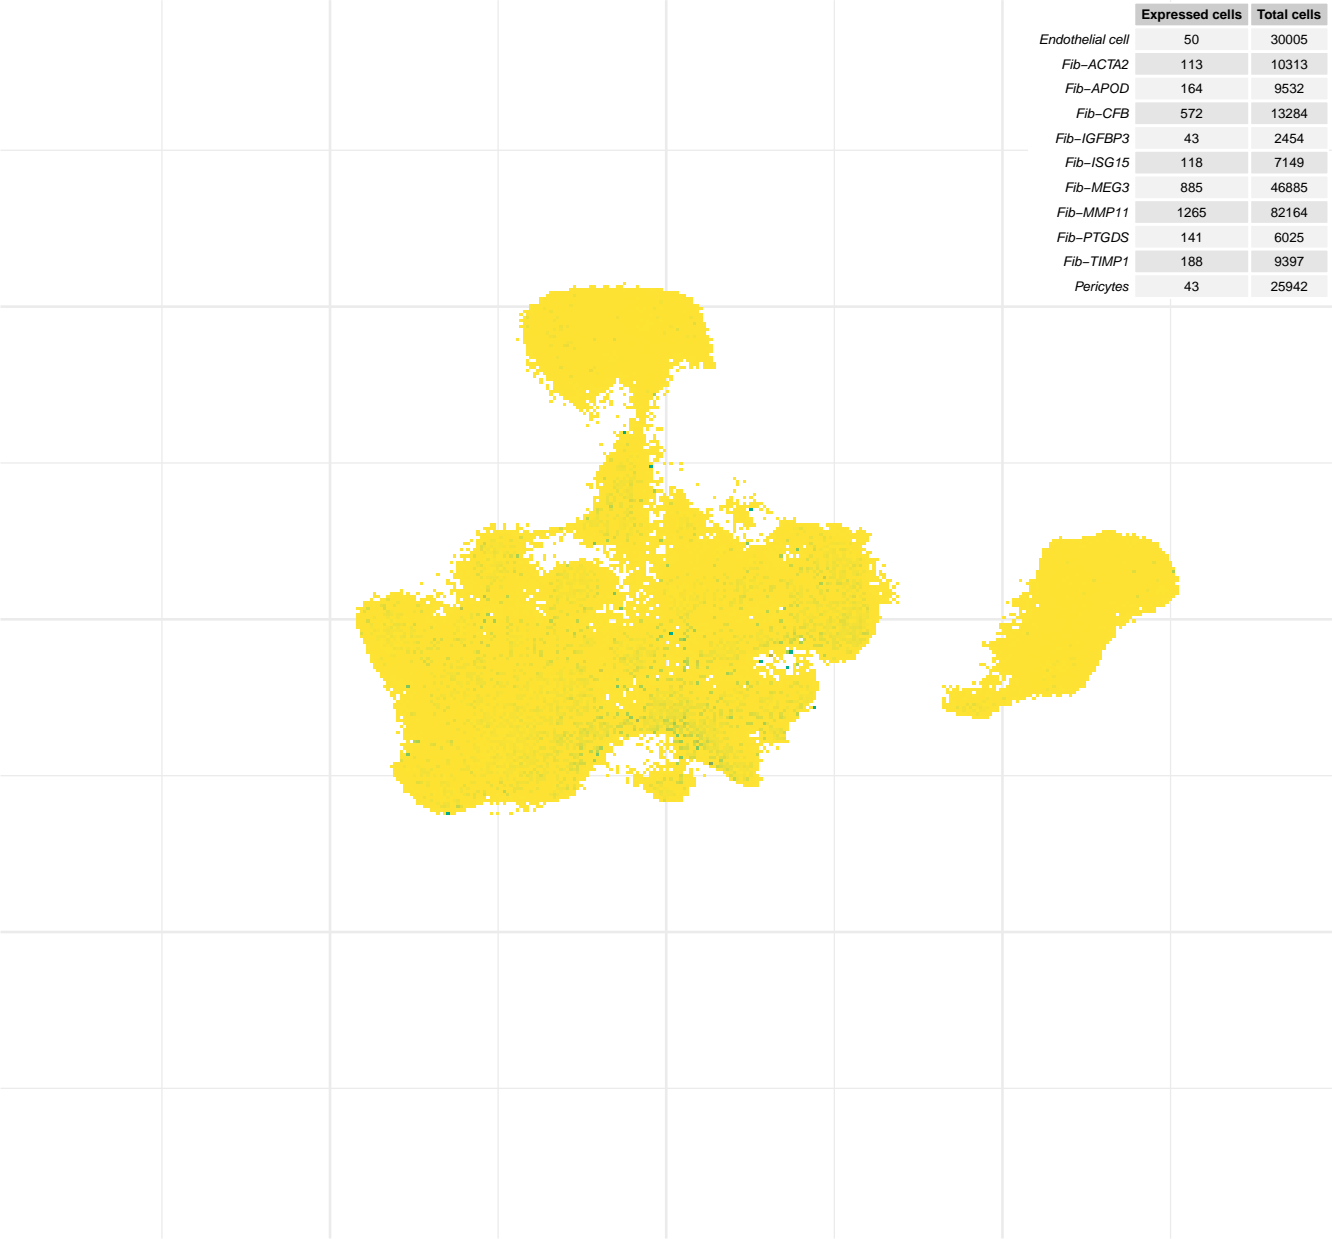 Expressed cells Total cells
Endothelial cell 50 30005
Fib−ACTA2 113 10313
Fib−APOD 164 9532
Fib−CFB 572 13284
Fib−IGFBP3 43 2454
Fib−ISG15 118 7149
Fib−MEG3 885 46885
Fib−MMP11 1265 82164
Fib−PTGDS 141 6025
Fib−TIMP1 188 9397
Pericytes 43 25942